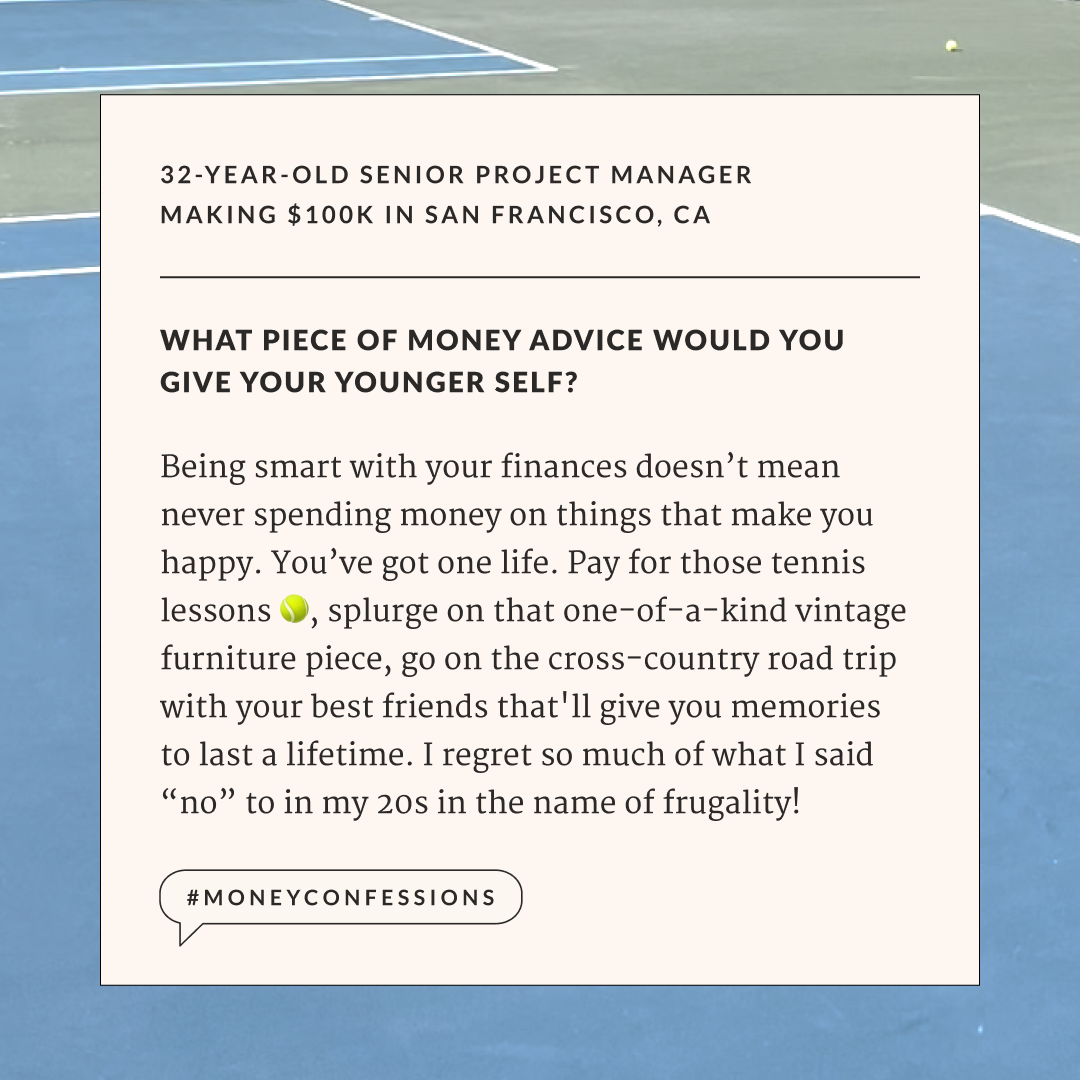 32-YEAR-OLD SENIOR PROJECT MANAGER
MAKING $100K IN SAN FRANCISCO, CA
WHAT PIECE OF MONEY ADVICE WOULD YOU
GIVE YOUR YOUNGER SELF?
Being smart with your finances doesn’t mean
never spending money on things that make you
happy. You’ve got one life. Pay for those tennis
lessons 🎾, splurge on that one-of-a-kind vintage
furniture piece, go on the cross-country road trip
with your best friends that'll give you memories
to last a lifetime. I regret so much of what I said
“no” to in my 20s in the name of frugality!
#MONEYCONFESSIONS